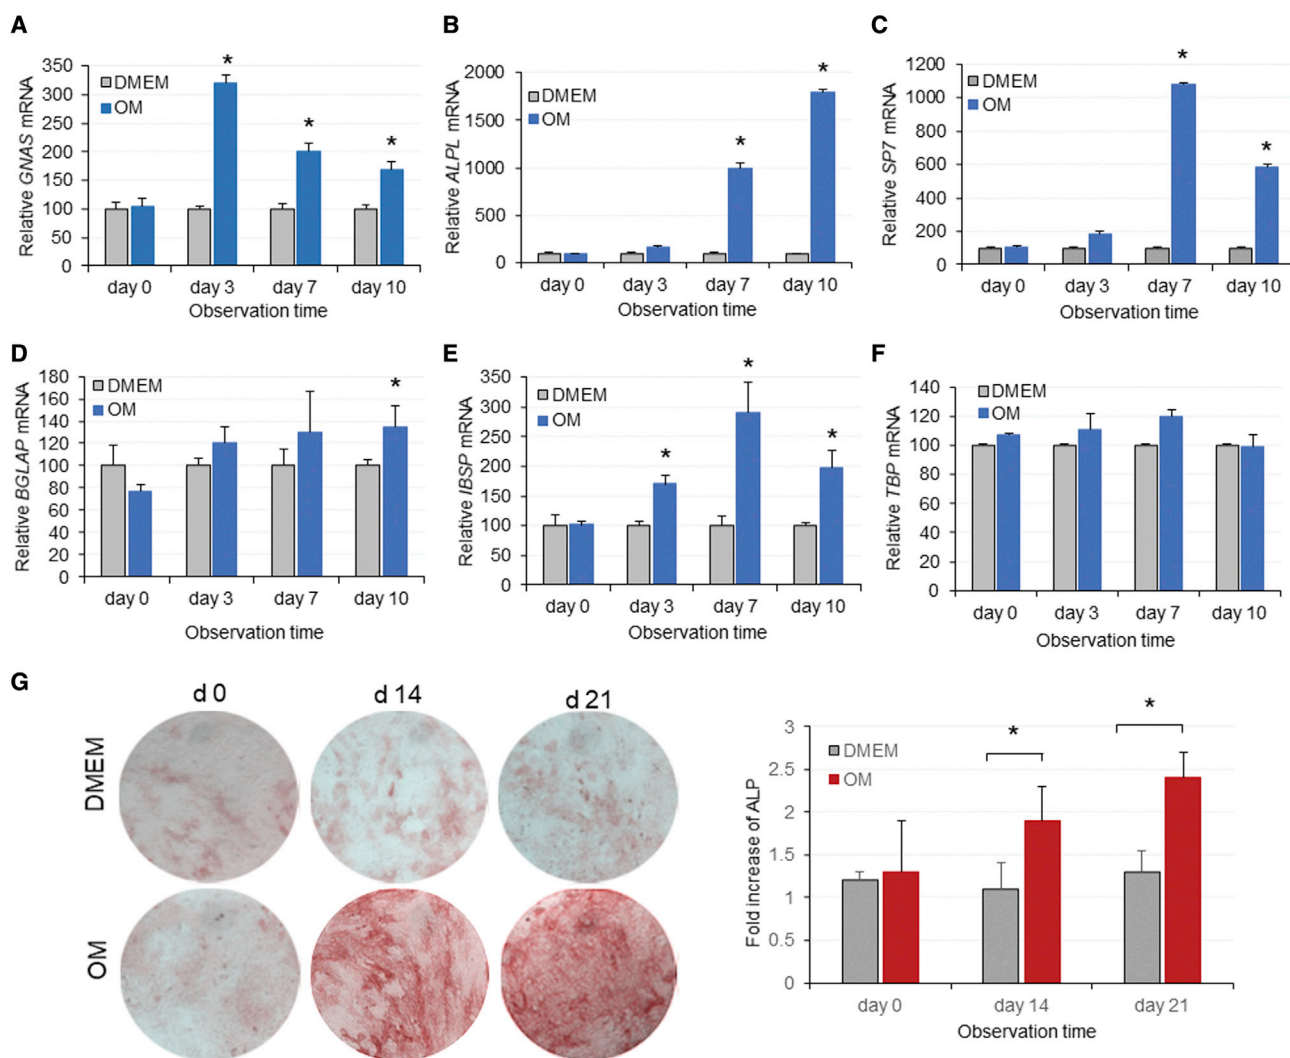 A
Relative GNAS mRNA
350
300
250
200
150
100
50
0
DMEM
OM
*
*
*
day 0 day 3 day 7 day 10
Observation time
B
Relative ALPL mRNA
2000
1500
1000
500
0
DMEM
OM
*
*
day 0 day 3 day 7 day 10
Observation time
C
Relative SP7 mRNA
1200
1000
800
600
400
200
0
DMEM
OM
*
*
day 0 day 3 day 7 day 10
Observation time
D
Relative BGLAP mRNA
180
160
140
120
100
80
60
40
20
0
DMEM
OM
*
day 0 day 3 day 7 day 10
Observation time
E
Relative IBSP mRNA
350
300
250
200
150
100
50
0
DMEM
OM
*
*
*
day 0 day 3 day 7 day 10
Observation time
F
Relative TBP mRNA
140
120
100
80
60
40
20
0
DMEM
OM
day 0 day 3 day 7 day 10
Observation time
G
d 0 d 14 d 21
DMEM
OM
Fold increase of ALP
3
2.5
2
1.5
1
0.5
0
DMEM
OM
*
*
day 0 day 14 day 21
Observation time